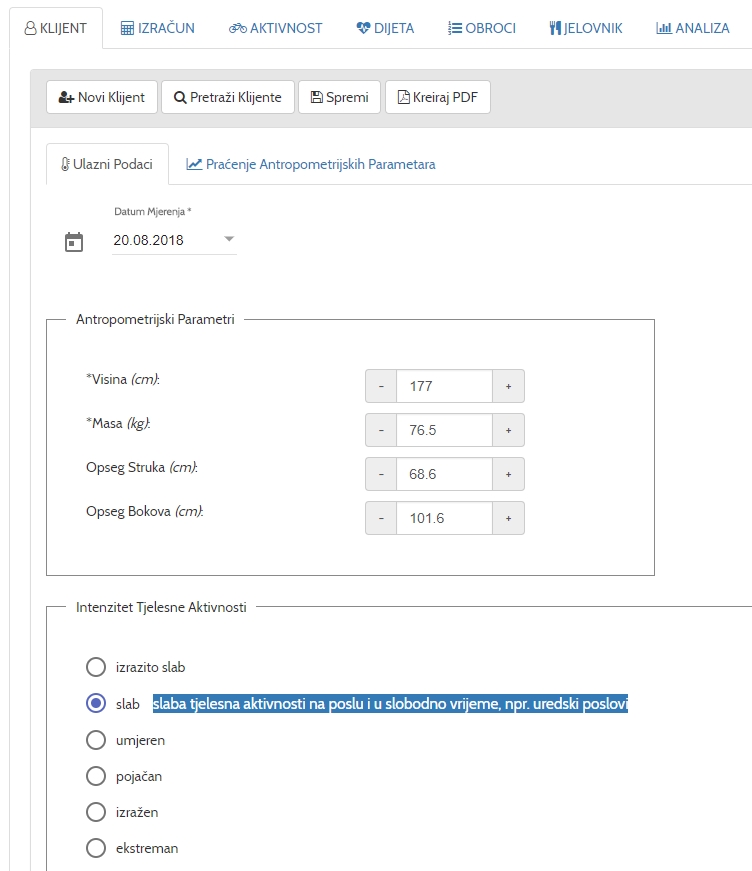 KLIJENT IZRAČUN AKTIVNOST DIJETA OBROCI JELOVNIK ANALIZA
Novi Klijent Pretraži Klijente Spremi Kreiraj PDF
Ulazni Podaci Praćenje Antropometrijskih Parametara
Datum Mjerenja *
20.08.2018
Antropometrijski Parametri
*Visina (cm): - 177 +
*Masa (kg): - 76.5 +
Opseg Struka (cm): - 68.6 +
Opseg Bokova (cm): - 101.6 +
Intenzitet Tjelesne Aktivnosti
izrazito slab
slab slaba tjelesna aktivnosti na poslu i u slobodno vrijeme, npr. uredski poslovi
umjeren
pojačan
izražen
ekstreman